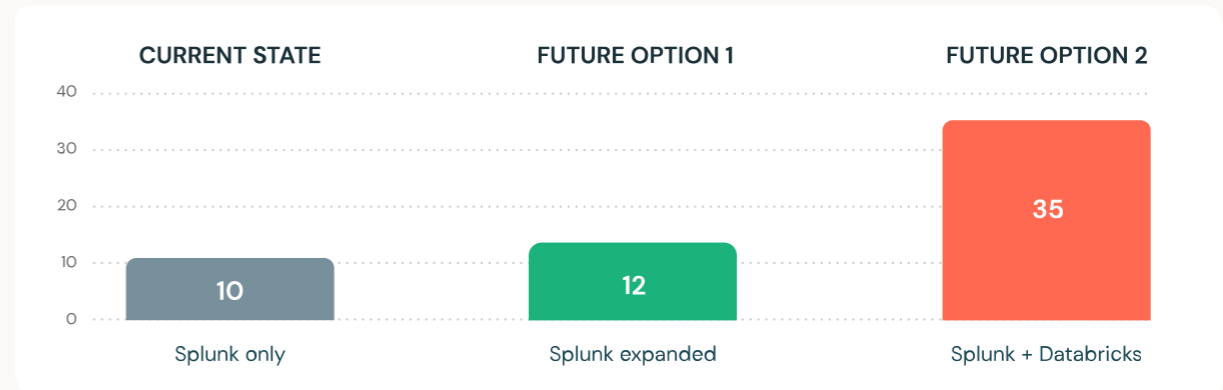 CURRENT STATE FUTURE OPTION 1 FUTURE OPTION 2
40
30
20
10
0
10 12 35
Splunk only Splunk expanded Splunk + Databricks